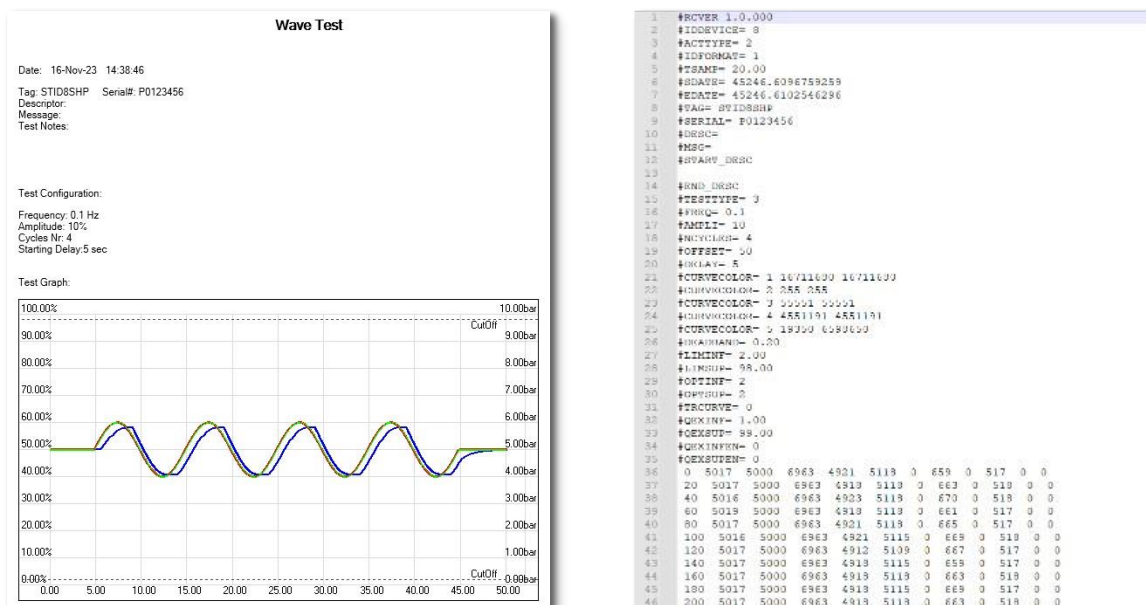 Wave Test
Date: 16-Nov-23 14:38:46
Tag: STID8SHP Serial#: P0123456
Descriptor:
Message:
Test Notes:
Test Configuration:
Frequency: 0.1 Hz
Amplitude: 10%
Cycles Nr: 4
Starting Delay:5 sec
Test Graph:
100.00% 10.00bar
CutOff
90.00% 9.00bar
80.00% 8.00bar
70.00% 7.00bar
60.00% 6.00bar
50.00% 5.00bar
40.00% 4.00bar
30.00% 3.00bar
20.00% 2.00bar
10.00% 1.00bar
CutOff
0.00% 0.00bar
0.00 5.00 10.00 15.00 20.00 25.00 30.00 35.00 40.00 45.00 50.00
1 #RCVER 1.0.000
2 #IDDEVICE= 8
3 #ACTTYPE= 2
4 #IDFORMAT= 1
5 #TSAMP= 20.00
6 #SDATE= 45246.6096759259
7 #EDATE= 45246.6102546296
8 #TAG= STID8SHP
9 #SERIAL= P0123456
10 #DESC=
11 #MSG=
12 #START_DESC
13
14 #END_DESC
15 #TESTTYPE= 3
16 #FREQ= 0.1
17 #AMPLI= 10
18 #NCYCLES= 4
19 #OFFSET= 50
20 #DELAY= 5
21 #CURVECOLOR= 1 16711680 16711680
22 #CURVECOLOR= 2 255 255
23 #CURVECOLOR= 3 55551 55551
24 #CURVECOLOR= 4 4551191 4551191
25 #CURVECOLOR= 5 19350
26 #DEADBAND= 0.20
27 #LIMINF= 2.00
28 #LIMSUP= 98.00
29 #OPTINF= 2
30 #OPTSUP= 2
31 #TRCURVE= 0
32 #QEXINF= 1.00
33 #QEXSUP= 99.00
34 #QEXINFEN= 0
35 #QEXSUPEN= 0
36 0 5017 5000 6963 4921 5118 0 659 0 517 0 0
37 20 5017 5000 6963 4918 5118 0 663 0 518 0 0
38 40 5016 5000 6963 4923 5118 0 670 0 518 0 0
39 60 5019 5000 6963 4918 5118 0 661 0 517 0 0
40 80 5017 5000 6963 4921 5118 0 665 0 517 0 0
41 100 5016 5000 6963 4921 5115 0 669 0 518 0 0
42 120 5017 5000 6963 4912 5109 0 667 0 517 0 0
43 140 5017 5000 6963 4918 5115 0 659 0 517 0 0
44 160 5017 5000 6963 4918 5118 0 663 0 518 0 0
45 180 5017 5000 6963 4918 5115 0 669 0 518 0 0
46 200 5017 5000 6963 4918 5118 0 663 0 518 0 0